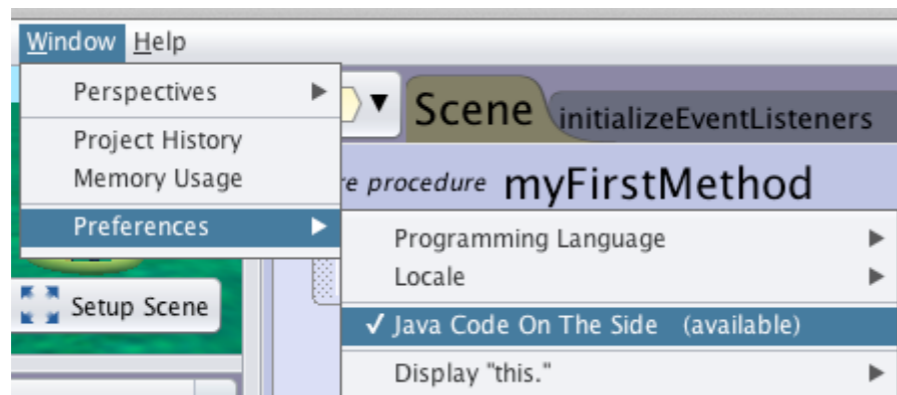 Window Help
Perspectives
Project History
Memory Usage
Preferences
Setup Scene
Scene initializeEventListeners
re procedure myFirstMethod
Programming Language
Locale
✓ Java Code On The Side (available)
Display "this."